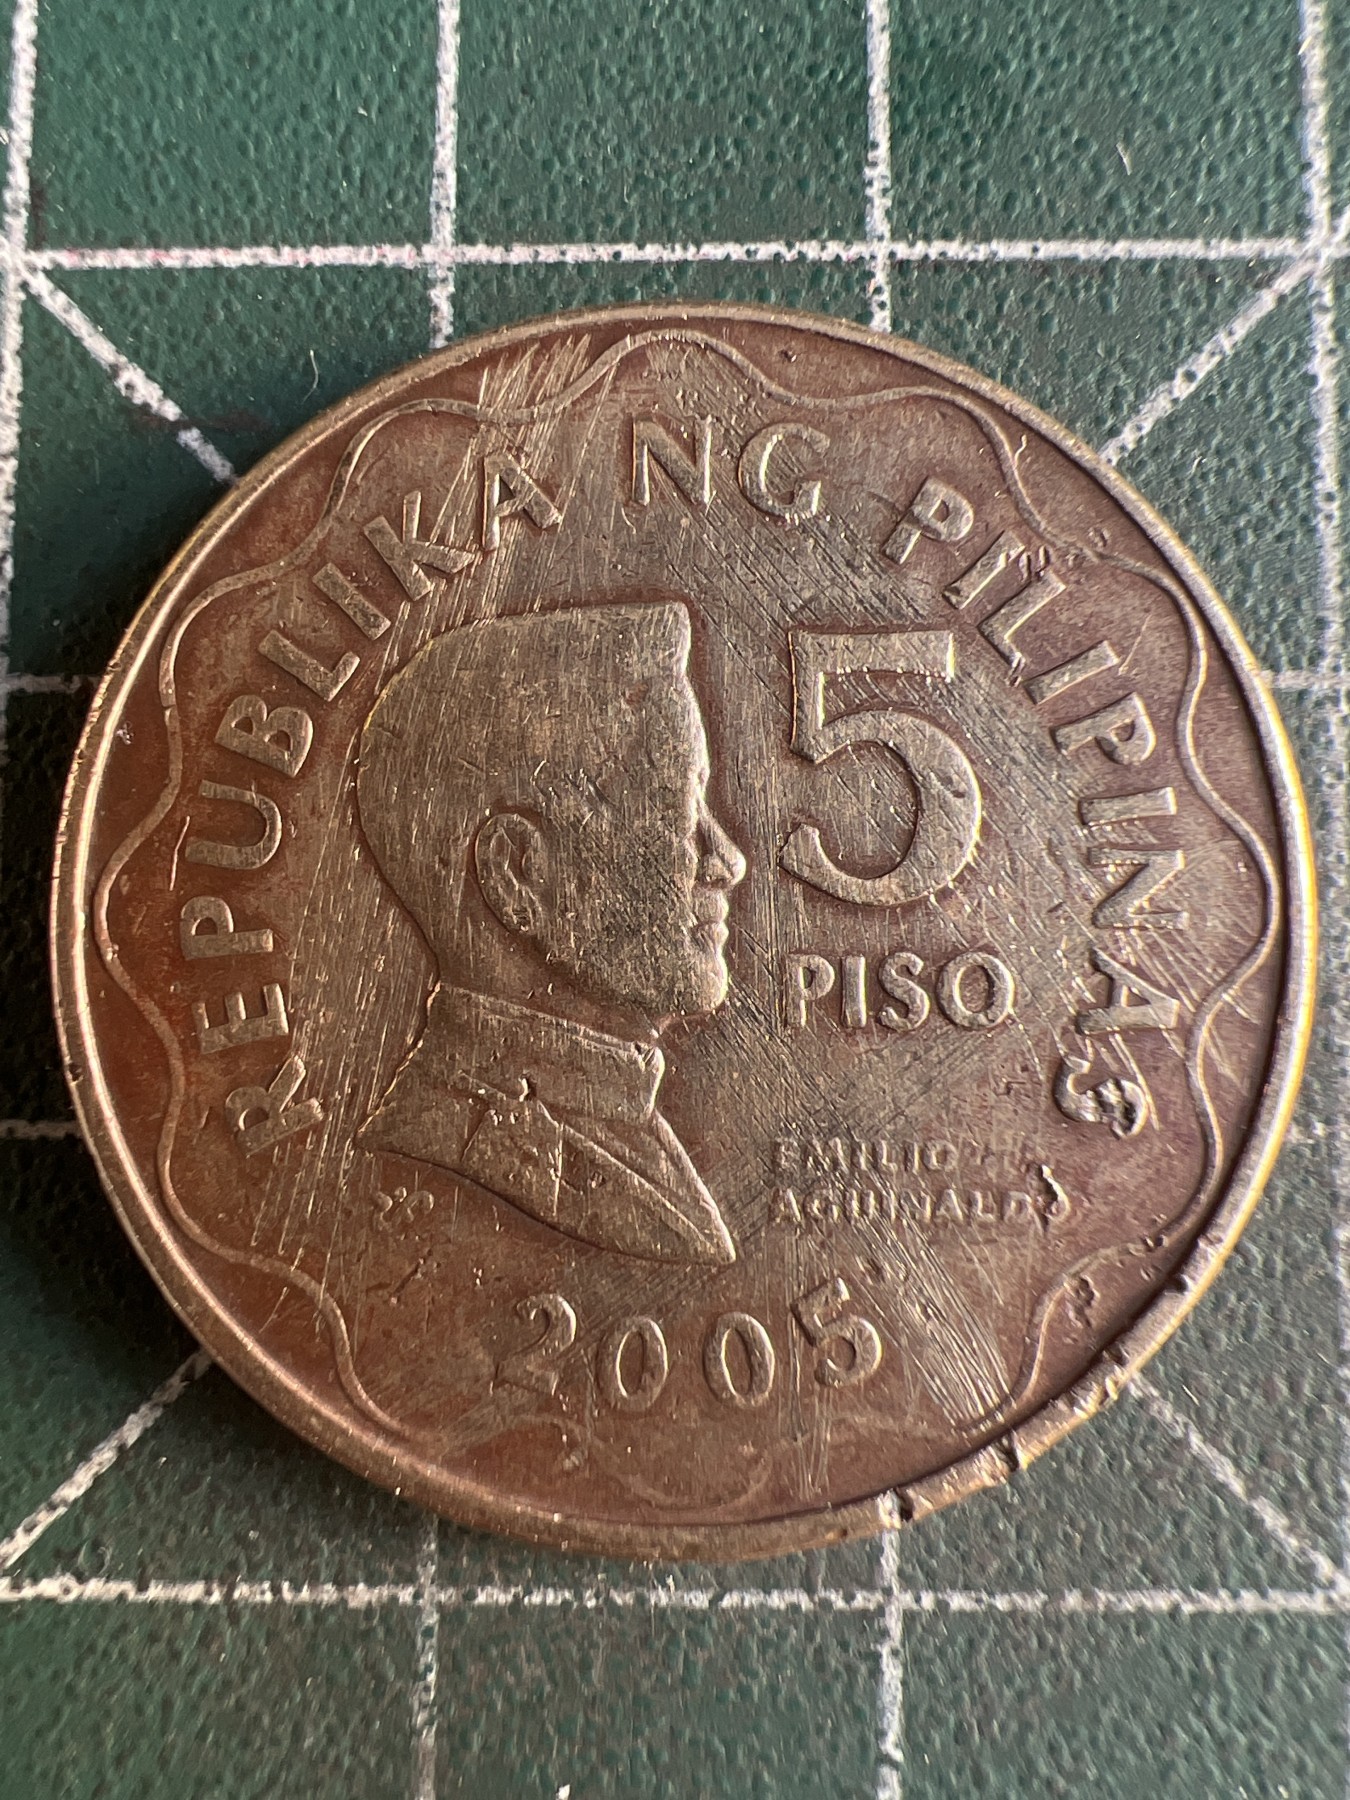 REPUBLIKA NG PILIPINAS
5
PISO
EMILIO
AGUINALDO
2005